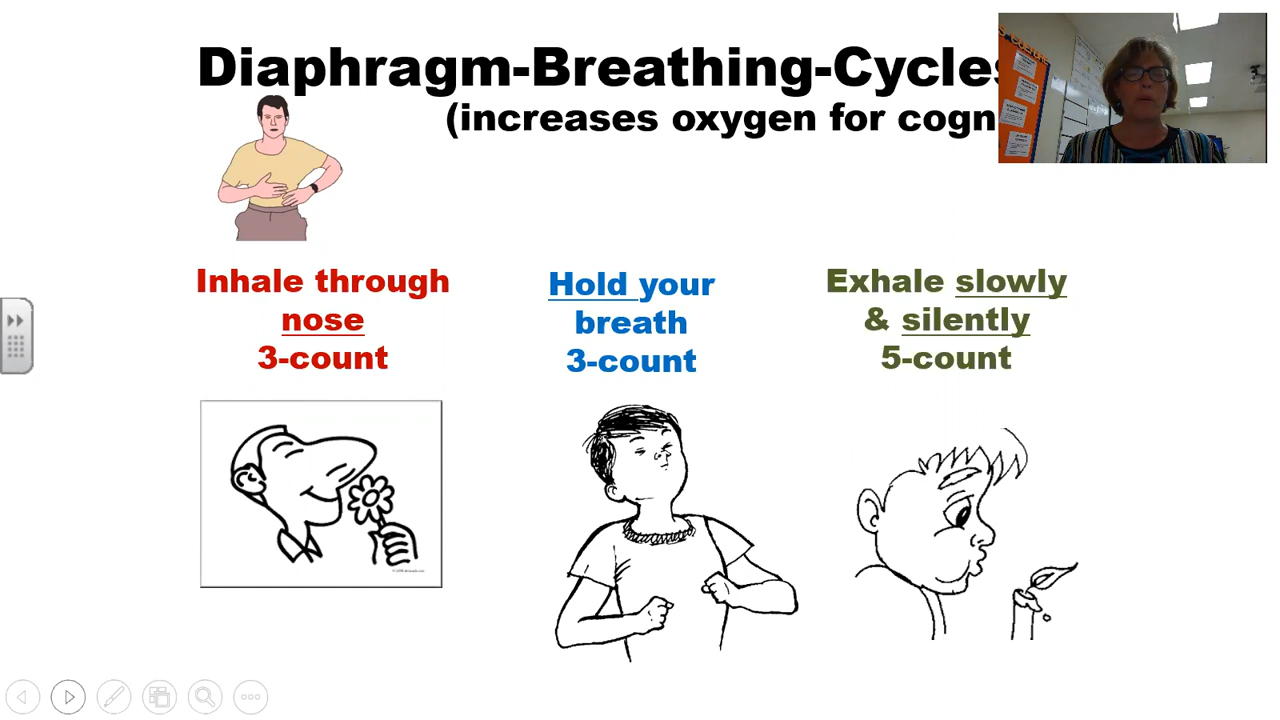 Diaphragm-Breathing-Cycles
(increases oxygen for cogn
Inhale through
nose
3-count
Hold your
breath
3-count
Exhale slowly
& silently
5-count